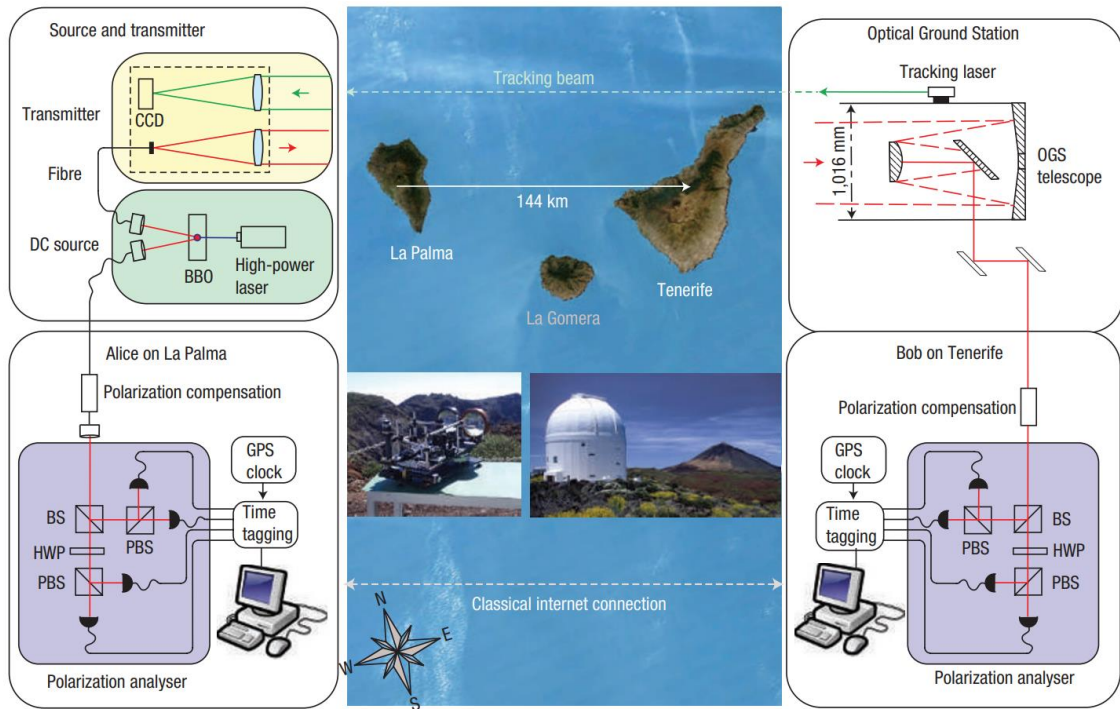 Source and transmitter
Transmitter
CCD
Fibre
DC source
BBO
High-power
laser
Alice on La Palma
Polarization compensation
GPS
clock
BS
Time
tagging
PBS
HWP
PBS
Polarization analyser
Tracking beam
144 km
La Palma
Tenerife
La Gomera
Classical internet connection
N
E
W
S
Optical Ground Station
Tracking laser
1,016 mm
OGS
telescope
Bob on Tenerife
Polarization compensation
GPS
clock
Time
tagging
BS
PBS
HWP
PBS
Polarization analyser